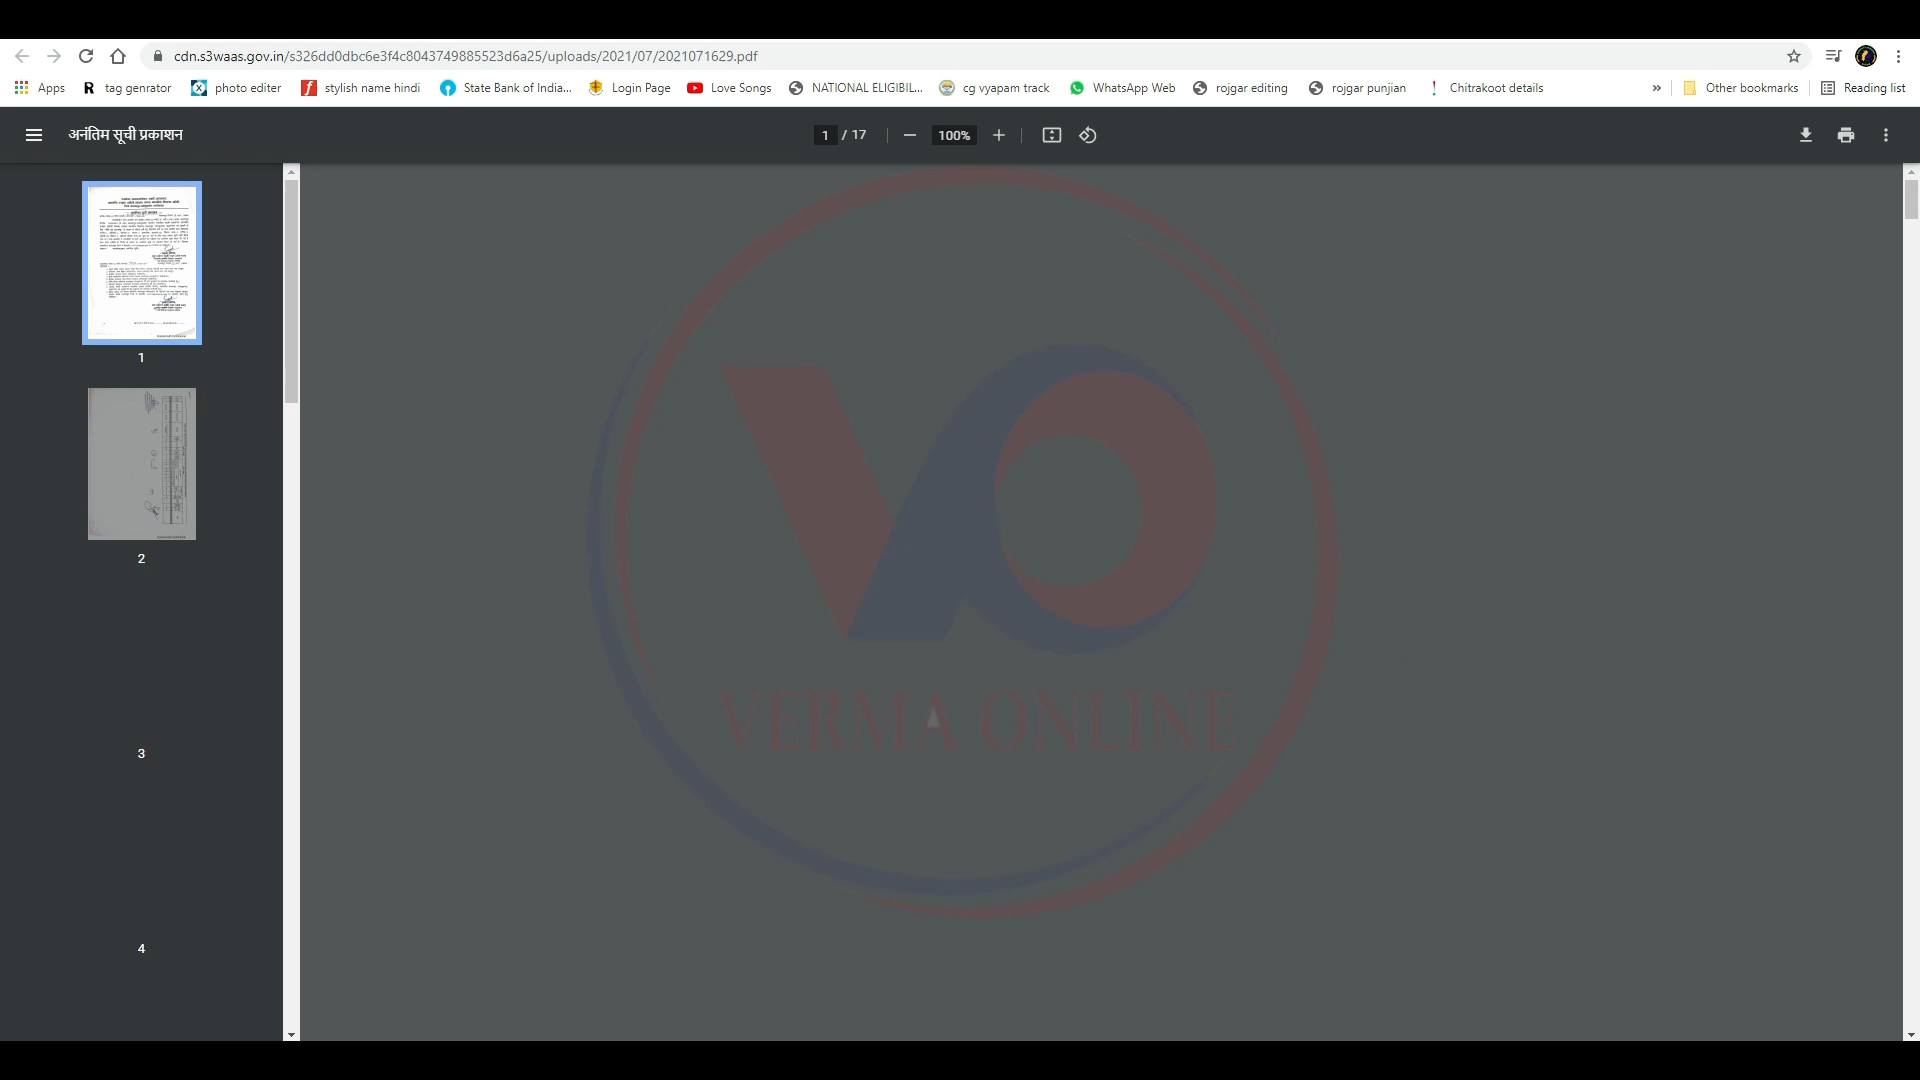 cdn.s3waas.gov.in/s326dd0dbc6e3f4c8043749885523d6a25/uploads/2021/07/2021071629.pdf
Apps tag genrator photo editer stylish name hindi State Bank of India... Login Page Love Songs NATIONAL ELIGIBIL... cg vyapam track WhatsApp Web rojgar editing rojgar punjian Chitrakoot details » Other bookmarks Reading list
अनंतिम सूची प्रकाशन 1 / 17 100%
1
2
3
4
VERMA ONLINE